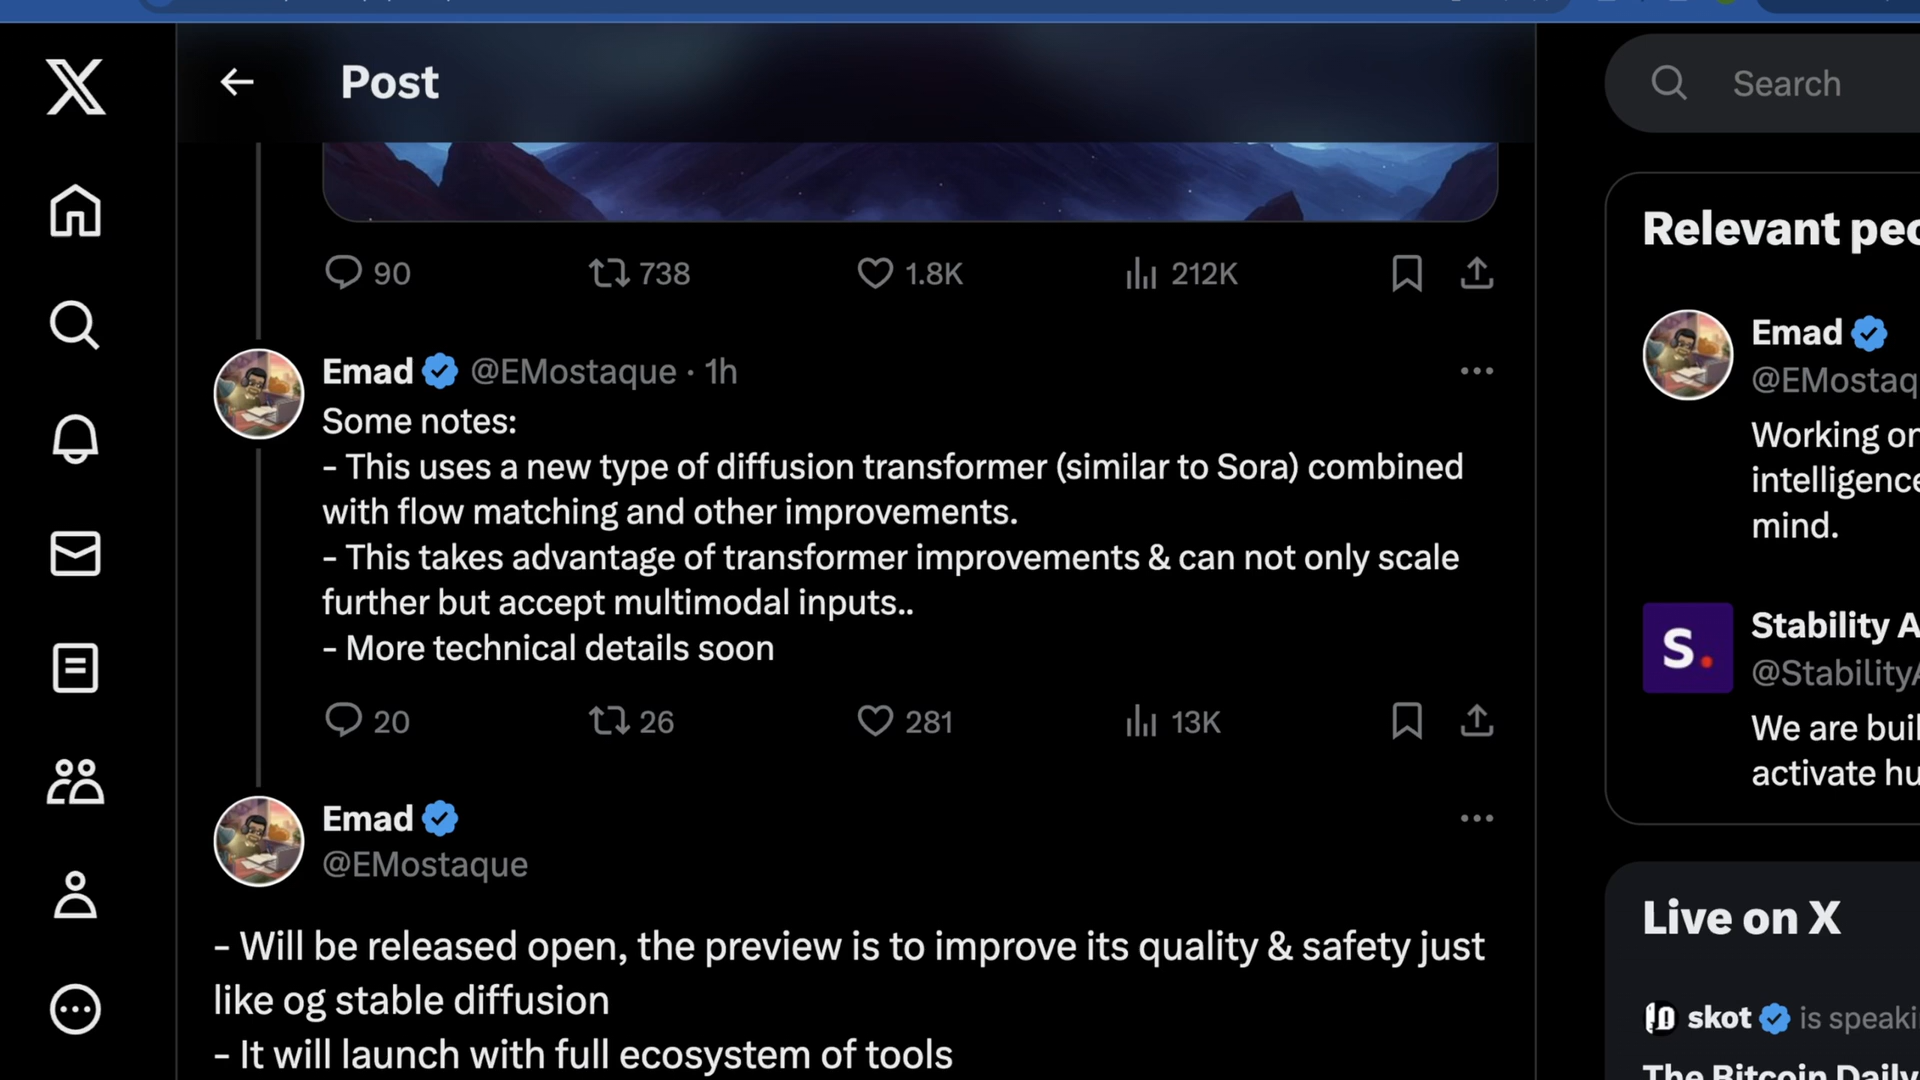 Post
Search
90 738 1.8K 212K
Relevant peo
Emad @EMostaque · 1h
Some notes:
- This uses a new type of diffusion transformer (similar to Sora) combined
with flow matching and other improvements.
- This takes advantage of transformer improvements & can not only scale
further but accept multimodal inputs..
- More technical details soon
20 26 281 13K
Emad
@EMostaq
Working on
intelligence
mind.
S.
Stability A
@StabilityA
We are buil
activate hu
Emad
@EMostaque
- Will be released open, the preview is to improve its quality & safety just
like og stable diffusion
- It will launch with full ecosystem of tools
Live on X
skot is speaki
The Bitcoin Daily